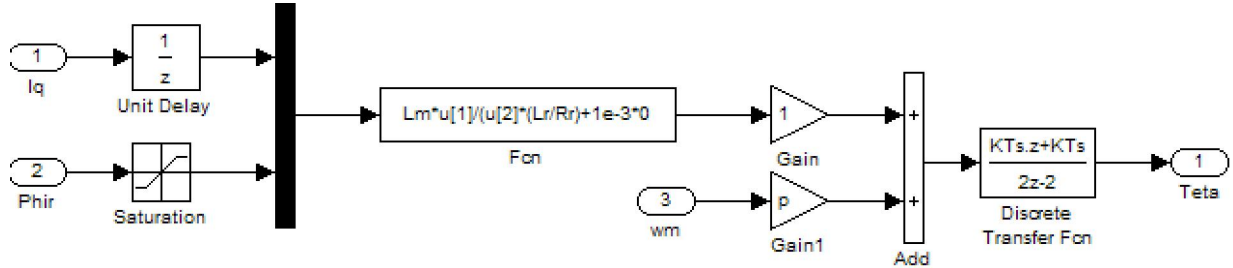 1
Iq
1
z
Unit Delay
2
Phir
Saturation
Lm*u[1]/(u[2]*(Lr/Rr)+1e-3*0
Fcn
1
Gain
3
wm
p
Gain1
+
+
Add
KTs.z+KTs
2z-2
Discrete
Transfer Fcn
1
Teta